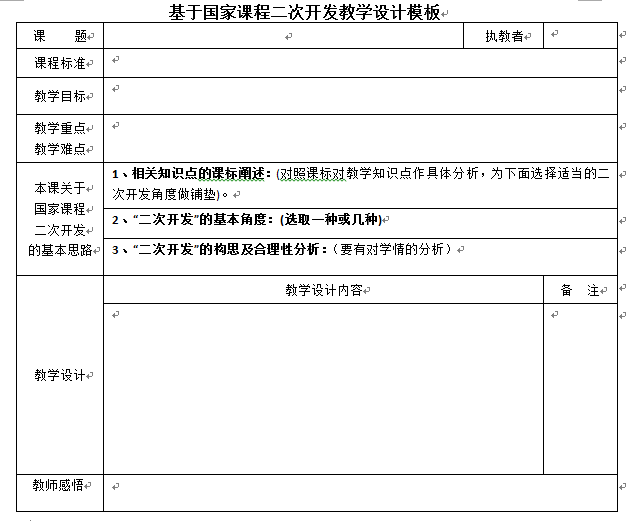 基于国家课程二次开发教学设计模板
课 题
执教者
课程标准
教学目标
教学重点
教学难点
本课关于
国家课程
二次开发
的基本思路
1、相关知识点的课标阐述：(对照课标对教学知识点作具体分析，为下面选择适当的二
次开发角度做铺垫)。
2、“二次开发”的基本角度：(选取一种或几种)
3、“二次开发”的构思及合理性分析：（要有对学情的分析）
教学设计
教学设计内容
备 注
教师感悟